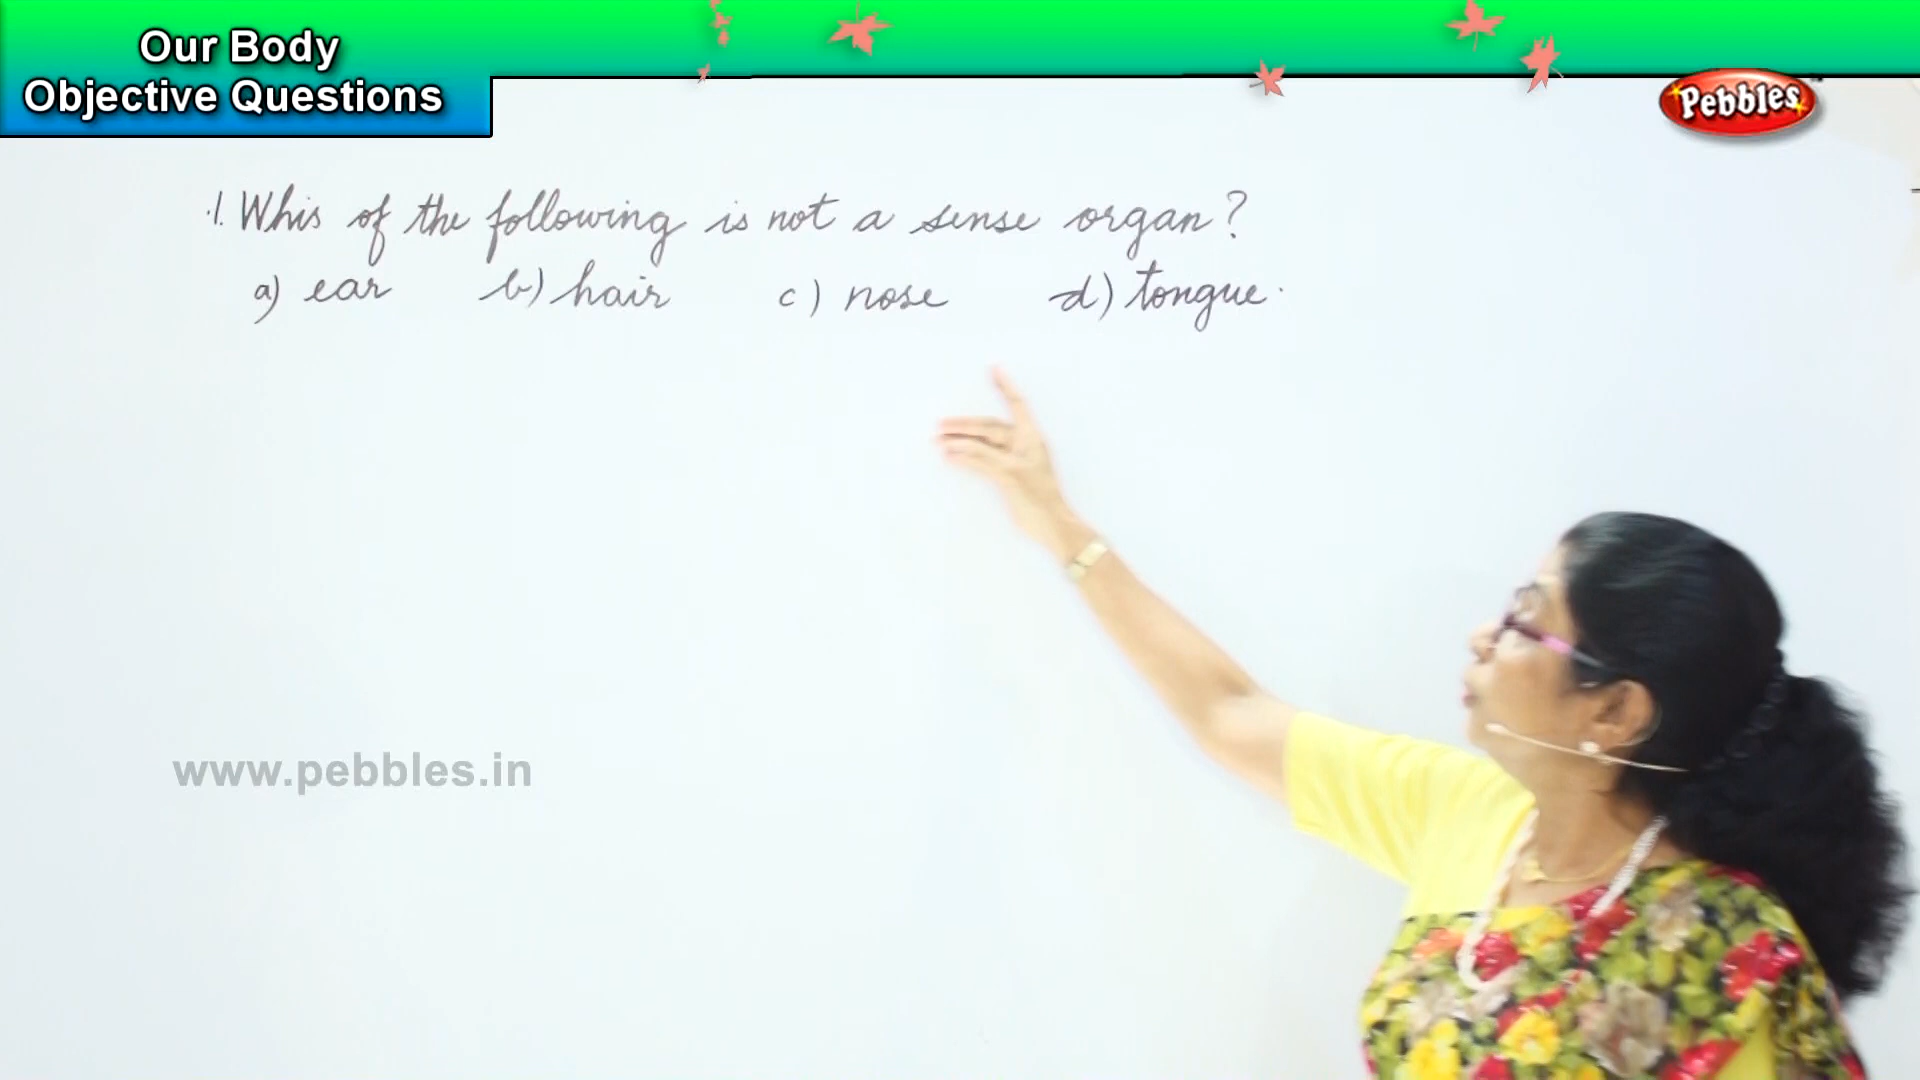 Our Body
Objective Questions
Pebbles
1. Whis of the following is not a sense organ?
a) ear b) hair c) nose d) tongue.
www.pebbles.in